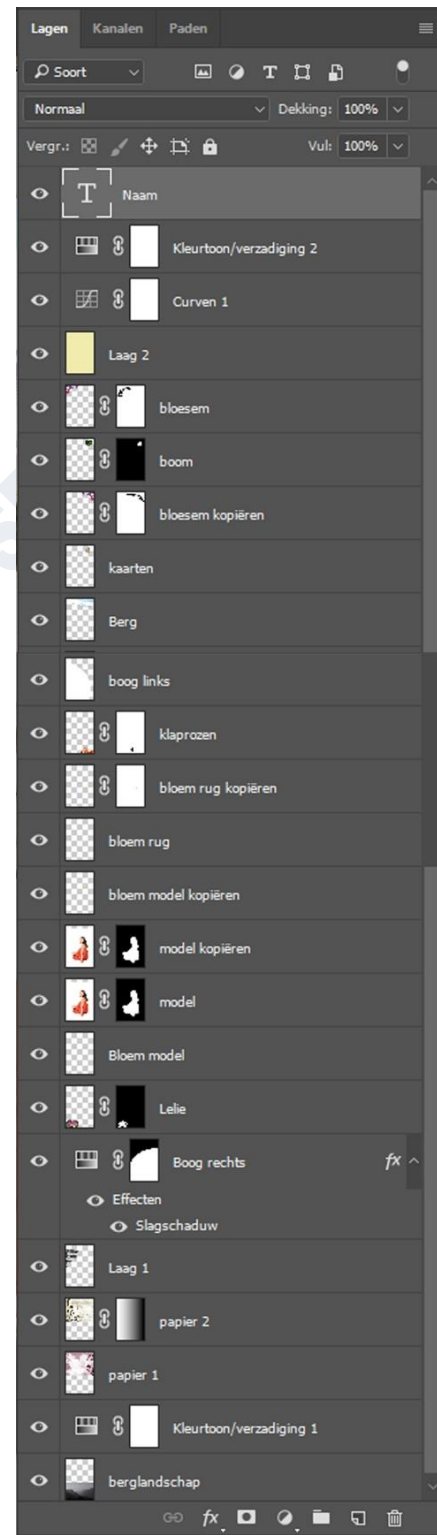 Lagen Kanalen Paden
Soort
Normaal Dekking: 100%
Vergr.: Vul: 100%
T Naam
Kleurtoon/verzadiging 2
Curven 1
Laag 2
bloesem
boom
bloesem kopiëren
kaarten
Berg
boog links
klaprozen
bloem rug kopiëren
bloem rug
bloem model kopiëren
model kopiëren
model
Bloem model
Lelie
Boog rechts fx
Effecten
Slagschaduw
Laag 1
papier 2
papier 1
Kleurtoon/verzadiging 1
berglandschap
fx